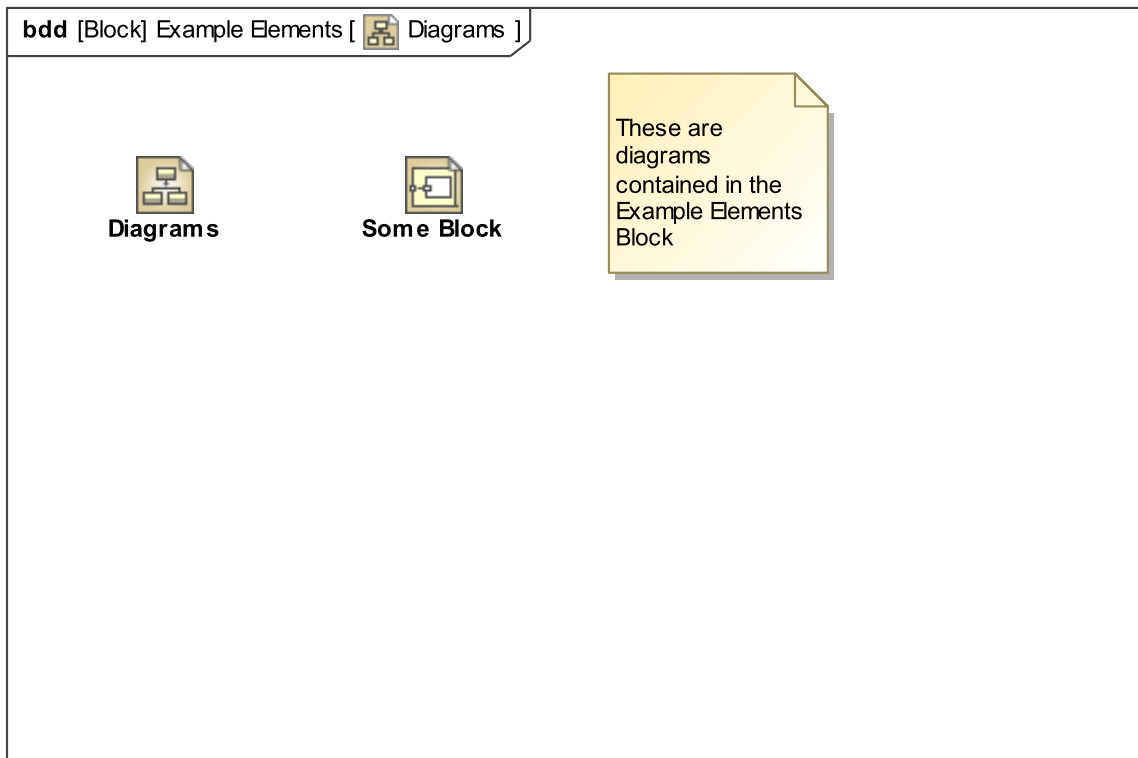 bdd [Block] Example Elements [ Diagrams ]
Diagrams
Some Block
These are
diagrams
contained in the
Example Elements
Block